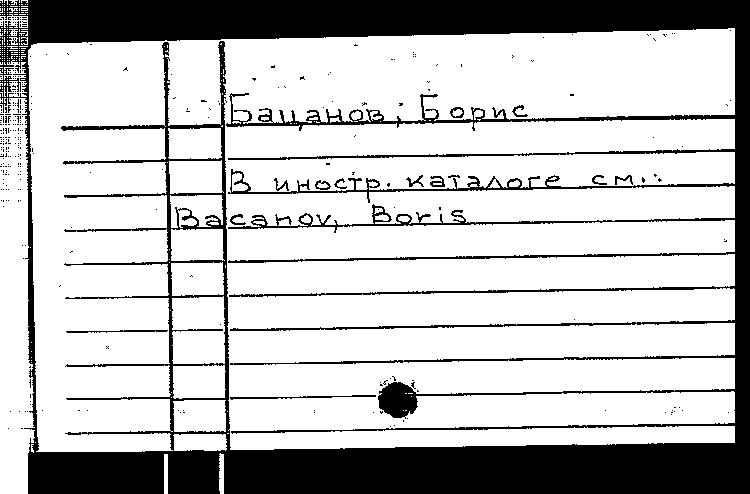 Бацанов, Борис
В иностр. каталоге см.:
Bacanov, Boris